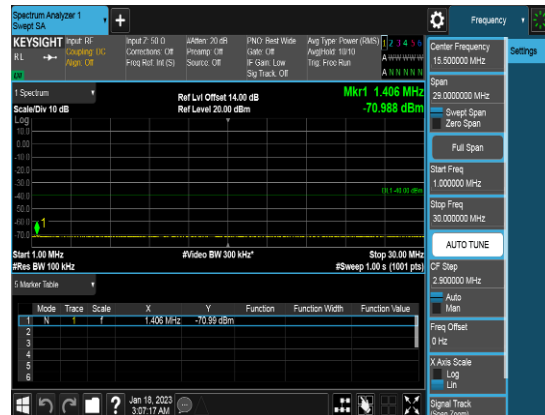 Spectrum Analyzer 1
Swept SA
+
Frequency
KEYSIGHT
RL
Input: RF
Coupling: DC
Align: Off
Input Z: 50 Ω
Corrections: Off
Freq Ref: Int (S)
#Atten: 20 dB
Preamp: Off
Source: Off
PNO: Best Wide
Gate: Off
IF Gain: Low
Sig Track: Off
Avg Type: Power (RMS)
Avg|Hold: 10/10
Trig: Free Run
1 2 3 4 5 6
A W W W W W
A N N N N N
1 Spectrum
Scale/Div 10 dB
Ref Lvl Offset 14.00 dB
Ref Level 20.00 dBm
Mkr1 1.406 MHz
-70.988 dBm
Log
10.0
0.00
-10.0
-20.0
-30.0
-40.0
-50.0
-60.0
-70.0
DL1 -40.00 dBm
1
Start 1.00 MHz
#Res BW 100 kHz
#Video BW 300 kHz*
Stop 30.00 MHz
#Sweep 1.00 s (1001 pts)
5 Marker Table
Mode Trace Scale X Y Function Function Width Function Value
1 N 1 f 1.406 MHz -70.99 dBm
2
3
4
5
6
Jan 18, 2023
3:07:17 AM
?
Center Frequency
15.500000 MHz
Settings
Span
29.0000000 MHz
Swept Span
Zero Span
Full Span
Start Freq
1.000000 MHz
Stop Freq
30.000000 MHz
AUTO TUNE
CF Step
2.900000 MHz
Auto
Man
Freq Offset
0 Hz
X Axis Scale
Log
Lin
Signal Track
(Span Zoom)